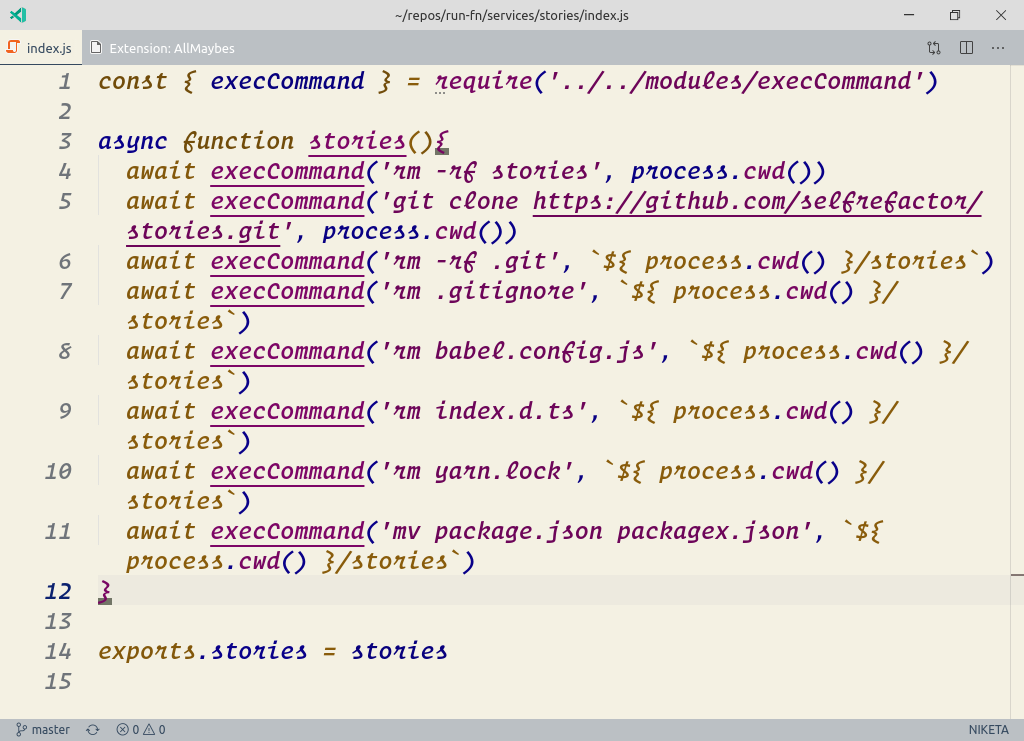 ~/repos/run-fn/services/stories/index.js
index.js
Extension: AllMaybes
1 const { execCommand } = require('../../modules/execCommand')
2
3 async function stories(){
4 await execCommand('rm -rf stories', process.cwd())
5 await execCommand('git clone https://github.com/selfrefactor/
stories.git', process.cwd())
6 await execCommand('rm -rf .git', `${ process.cwd() }/stories`)
7 await execCommand('rm .gitignore', `${ process.cwd() }/
stories`)
8 await execCommand('rm babel.config.js', `${ process.cwd() }/
stories`)
9 await execCommand('rm index.d.ts', `${ process.cwd() }/
stories`)
10 await execCommand('rm yarn.lock', `${ process.cwd() }/
stories`)
11 await execCommand('mv package.json packagex.json', `${
process.cwd() }/stories`)
12 }
13
14 exports.stories = stories
15
master 0 0 NIKETA